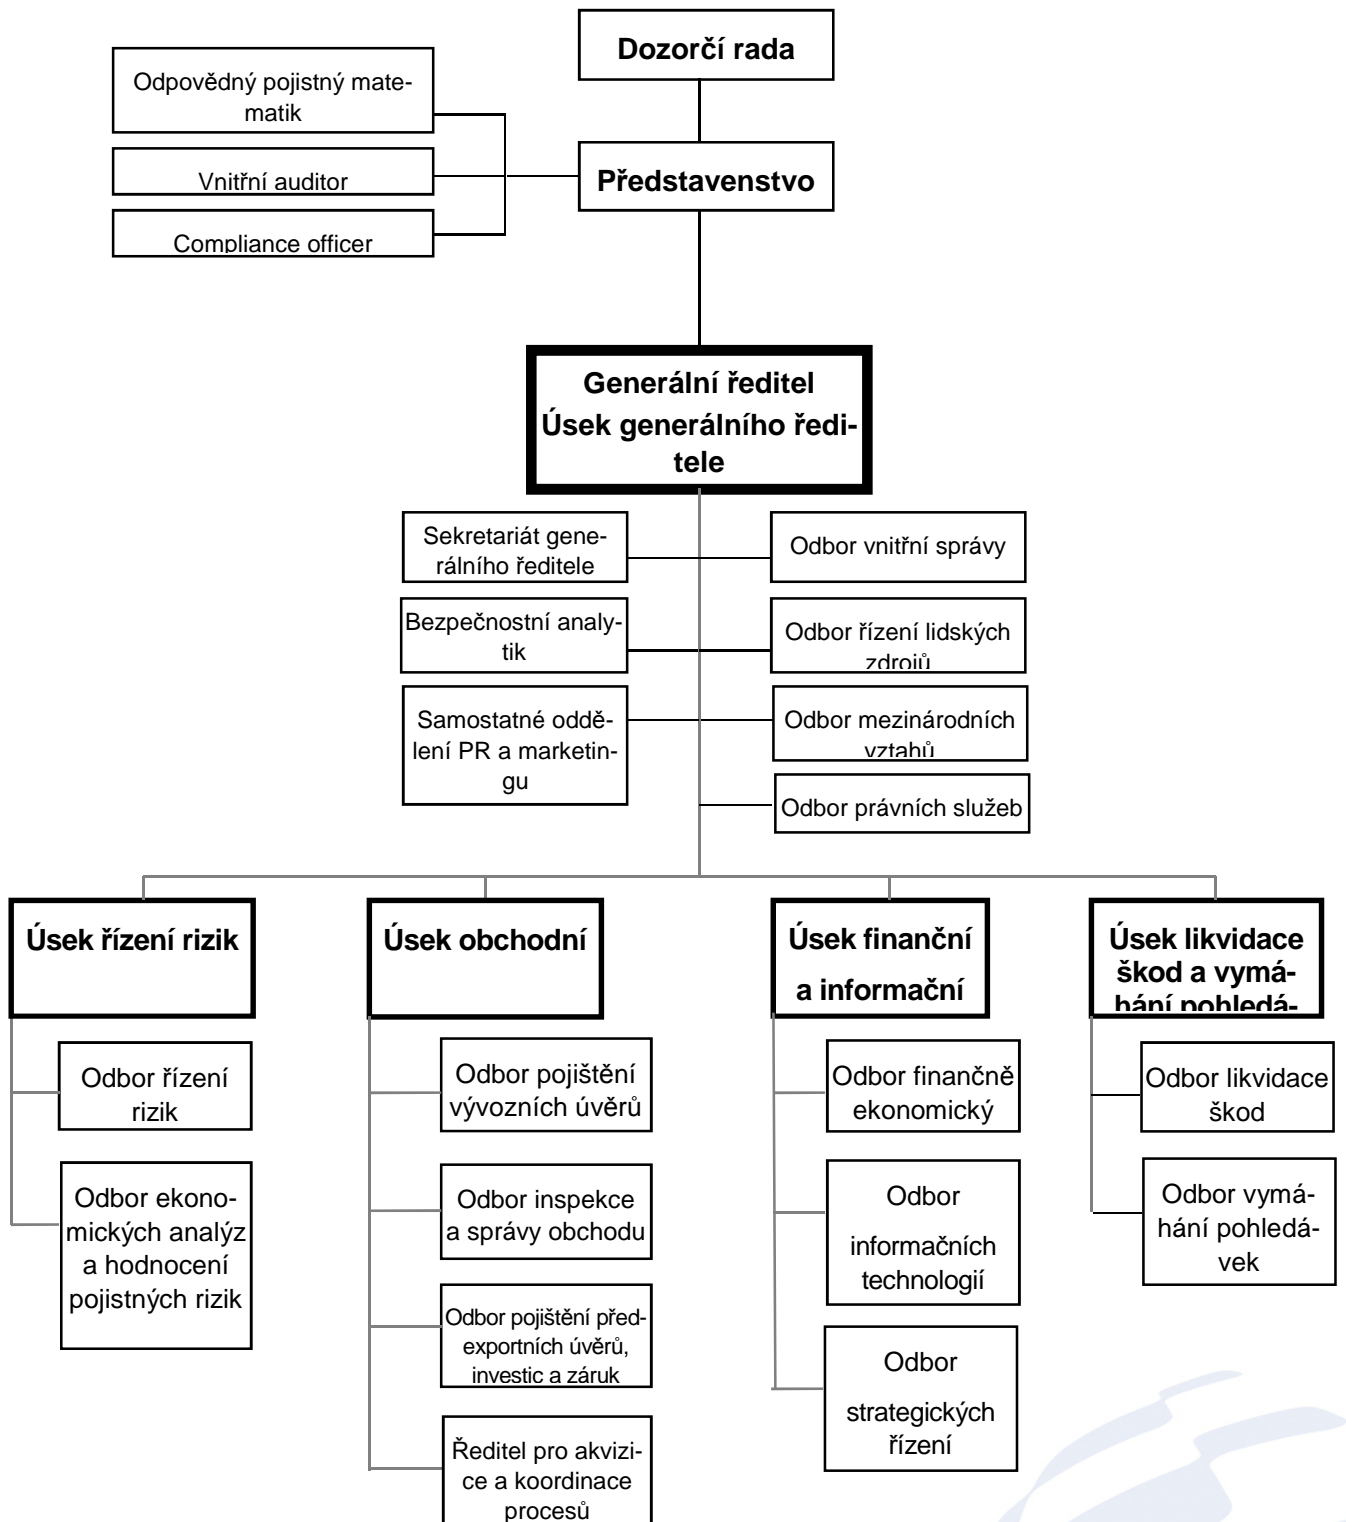 Dozorčí rada
Odpovědný pojistný mate-
matik
Vnitřní auditor
Představenstvo
Compliance officer
Generální ředitel
Úsek generálního ředi-
tele
Sekretariát gene-
rálního ředitele
Odbor vnitřní správy
Bezpečnostní analy-
tik
Odbor řízení lidských
zdrojů
Samostatné oddě-
lení PR a marketin-
gu
Odbor mezinárodních
vztahů
Odbor právních služeb
Úsek řízení rizik
Úsek obchodní
Úsek finanční
a informační
Úsek likvidace
škod a vymá-
hání pohledá-
Odbor řízení
rizik
Odbor ekono-
mických analýz
a hodnocení
pojistných rizik
Odbor pojištění
vývozních úvěrů
Odbor inspekce
a správy obchodu
Odbor pojištění před-
exportních úvěrů,
investic a záruk
Ředitel pro akvizi-
ce a koordinace
procesů
Odbor finančně
ekonomický
Odbor
informačních
technologií
Odbor
strategických
řízení
Odbor likvidace
škod
Odbor vymá-
hání pohledá-
vek